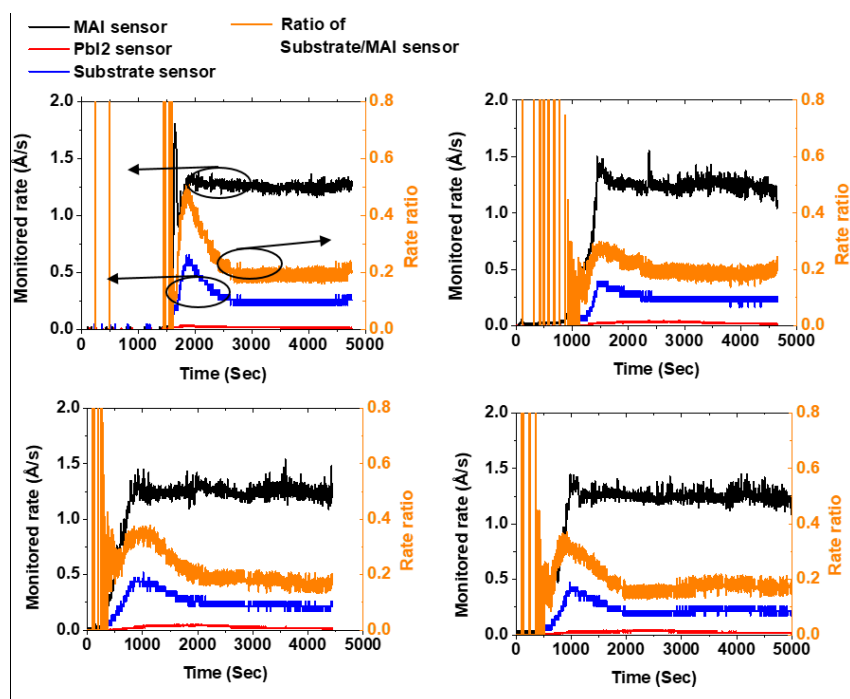 MAI sensor
PbI2 sensor
Substrate sensor
Ratio of
Substrate/MAI sensor
Monitored rate (Å/s)
2.0
1.5
1.0
0.5
0.0
0 1000 2000 3000 4000 5000
Time (Sec)
0.8
0.6
0.4
0.2
0.0
Rate ratio
Monitored rate (Å/s)
2.0
1.5
1.0
0.5
0.0
0 1000 2000 3000 4000 5000
Time (Sec)
0.8
0.6
0.4
0.2
0.0
Rate ratio
Monitored rate (Å/s)
2.0
1.5
1.0
0.5
0.0
0 1000 2000 3000 4000 5000
Time (Sec)
0.8
0.6
0.4
0.2
0.0
Rate ratio
Monitored rate (Å/s)
2.0
1.5
1.0
0.5
0.0
0 1000 2000 3000 4000 5000
Time (Sec)
0.8
0.6
0.4
0.2
0.0
Rate ratio